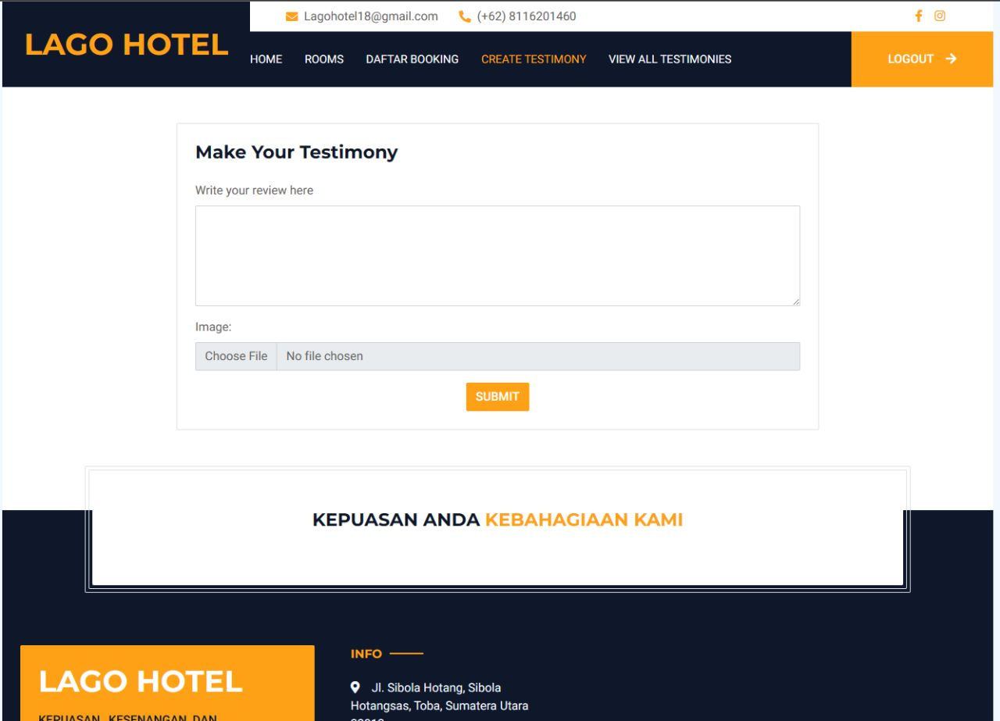 Lagohotel18@gmail.com (+62) 8116201460
LAGO HOTEL
HOME ROOMS DAFTAR BOOKING CREATE TESTIMONY VIEW ALL TESTIMONIES LOGOUT
Make Your Testimony
Write your review here
Image:
Choose File No file chosen
SUBMIT
KEPUASAN ANDA KEBAHAGIAAN KAMI
LAGO HOTEL
KEPUASAN, KESENANGAN, DAN
INFO
Jl. Sibola Hotang, Sibola
Hotangsas, Toba, Sumatera Utara